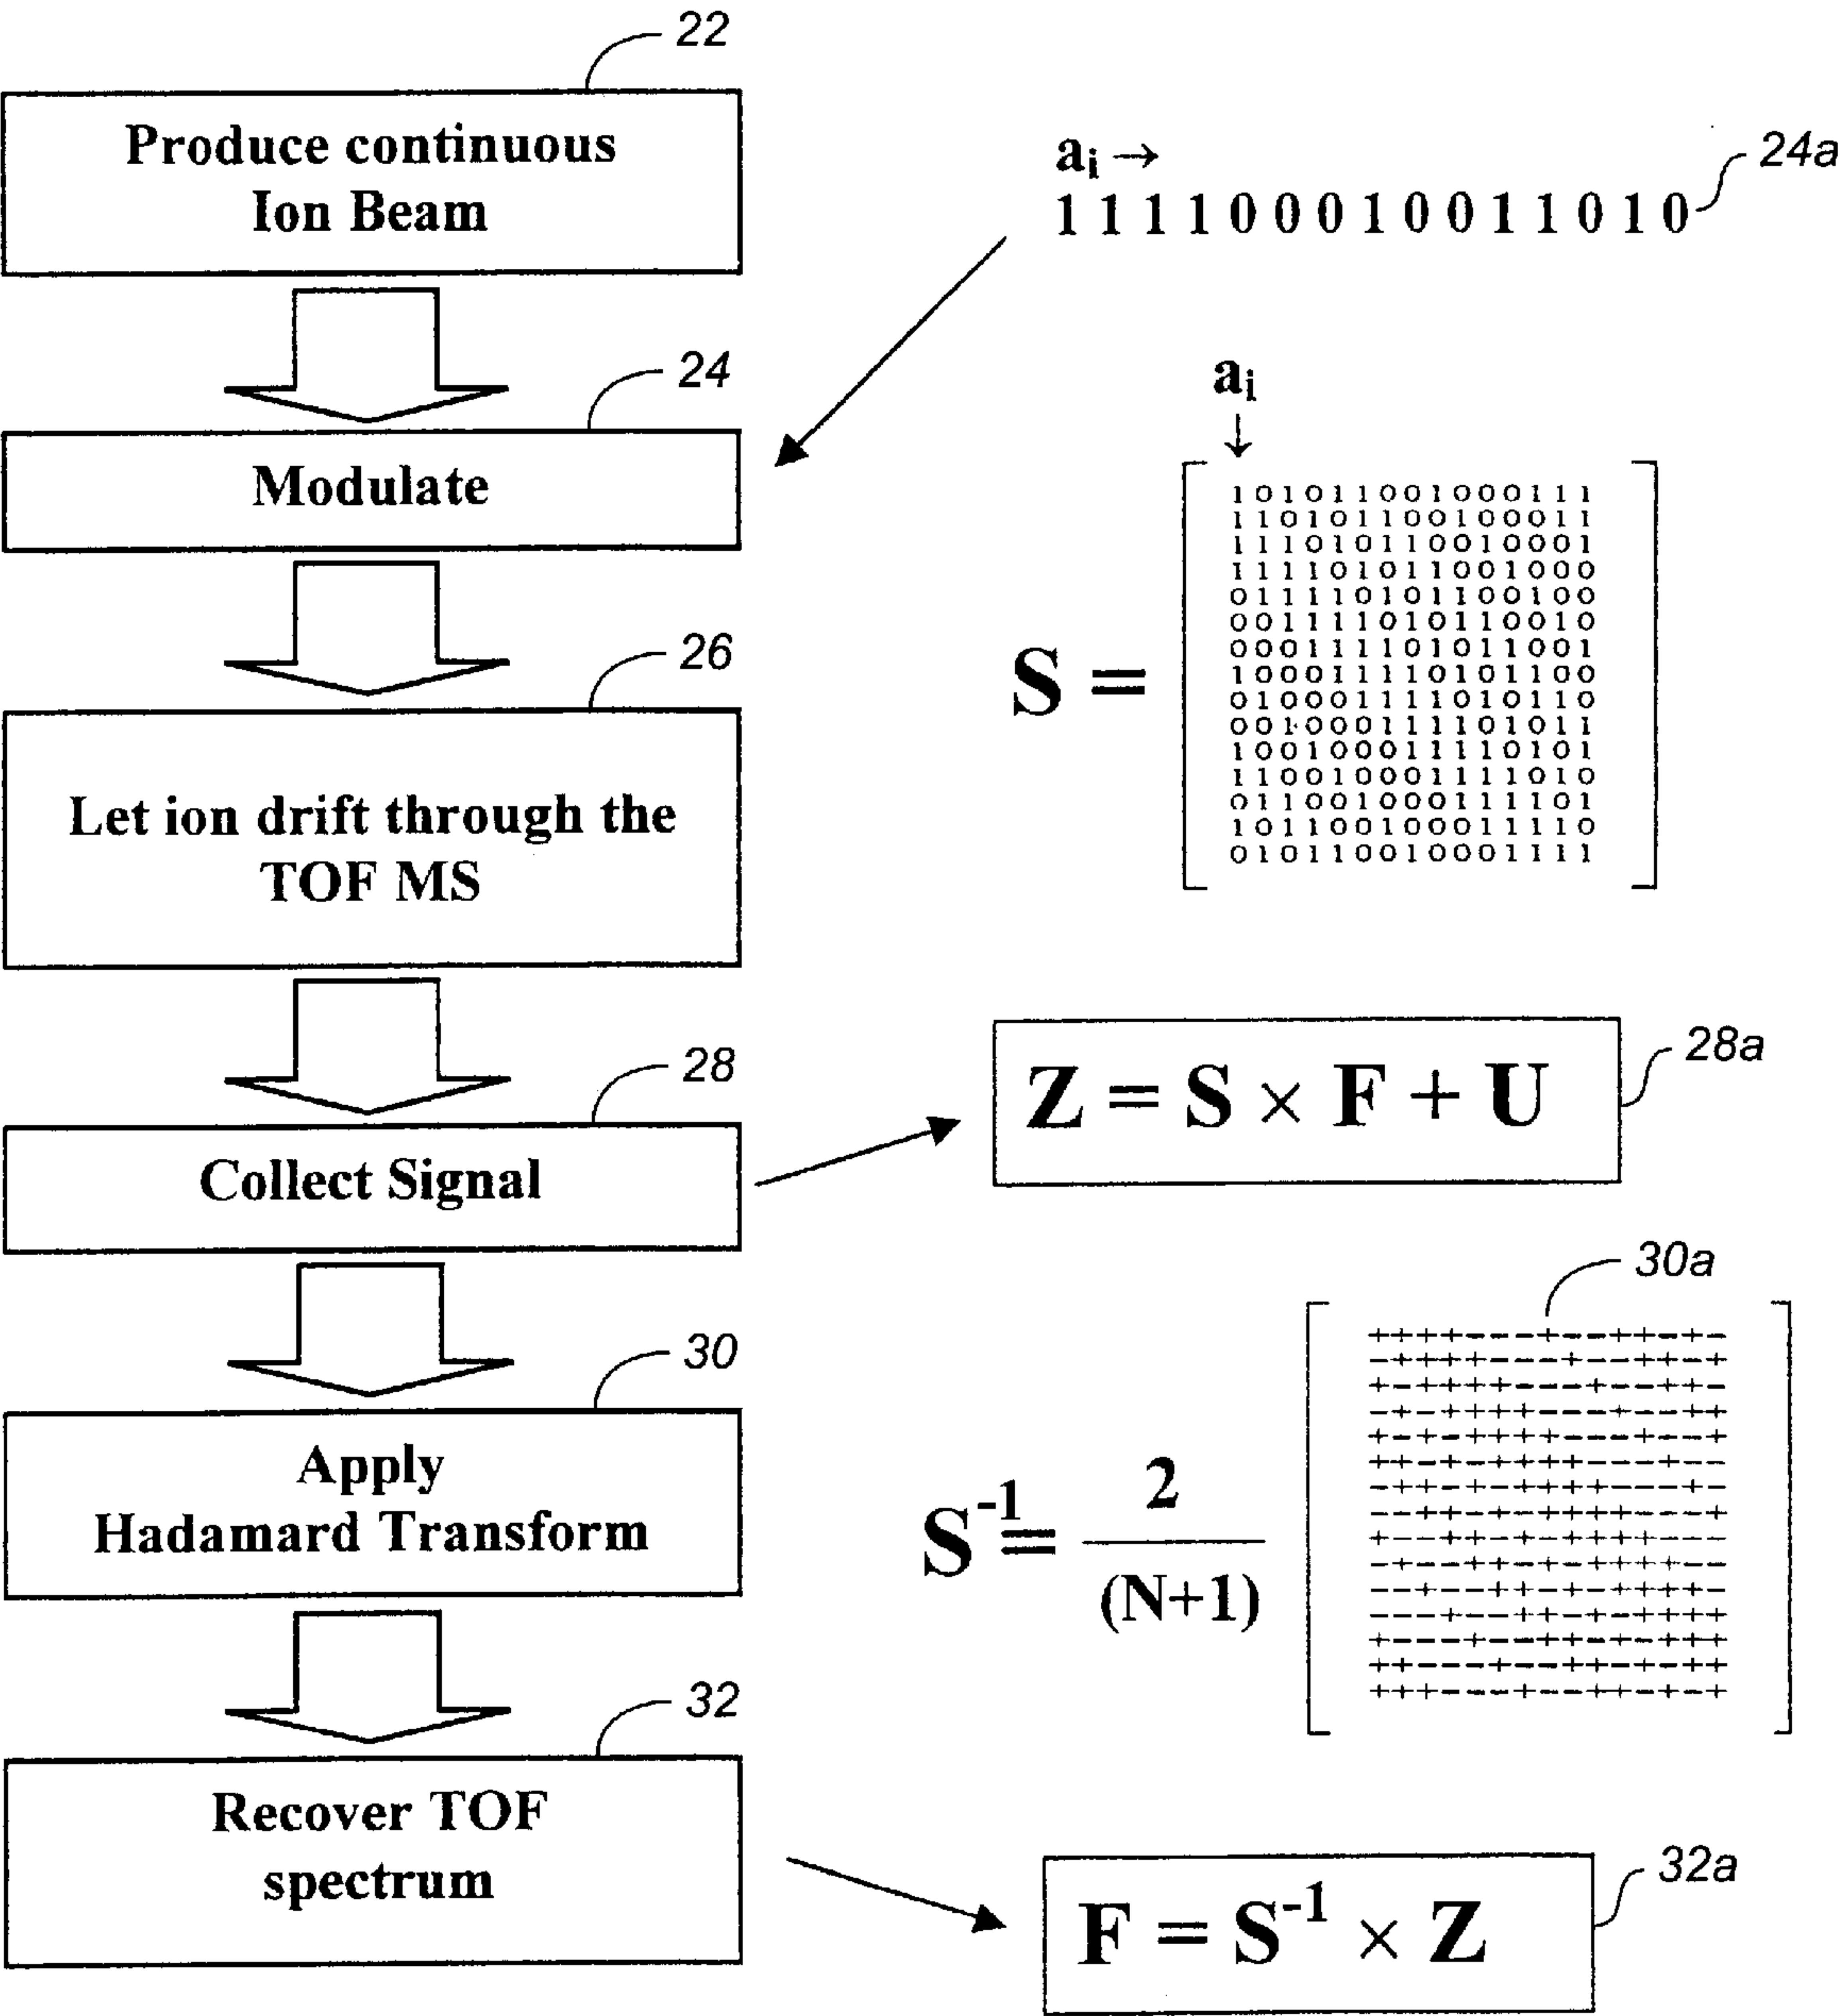 22
Produce continuous
Ion Beam
aᵢ →
1 1 1 1 0 0 0 1 0 0 1 1 0 1 0
24a
24
Modulate
aᵢ
↓
S =
1 0 1 0 1 1 0 0 1 0 0 0 1 1 1
1 1 0 1 0 1 1 0 0 1 0 0 0 1 1
1 1 1 0 1 0 1 1 0 0 1 0 0 0 1
1 1 1 1 0 1 0 1 1 0 0 1 0 0 0
0 1 1 1 1 0 1 0 1 1 0 0 1 0 0
0 0 1 1 1 1 0 1 0 1 1 0 0 1 0
0 0 0 1 1 1 1 0 1 0 1 1 0 0 1
1 0 0 0 1 1 1 1 0 1 0 1 1 0 0
0 1 0 0 0 1 1 1 1 0 1 0 1 1 0
0 0 1 0 0 0 1 1 1 1 0 1 0 1 1
1 0 0 1 0 0 0 1 1 1 1 0 1 0 1
1 1 0 0 1 0 0 0 1 1 1 1 0 1 0
0 1 1 0 0 1 0 0 0 1 1 1 1 0 1
1 0 1 1 0 0 1 0 0 0 1 1 1 1 0
0 1 0 1 1 0 0 1 0 0 0 1 1 1 1
26
Let ion drift through the
TOF MS
28
Collect Signal
Z = S × F + U
28a
30
Apply
Hadamard Transform
30a
S⁻¹ = 2
(N+1)
++++---+--++-+-
-++++---+--++-+
+-++++---+--++-
-+-++++---+--++
+-+-++++---+--+
++-+-++++---+--
-++-+-++++---+-
--++-+-++++---+
+--++-+-++++---
-+--++-+-++++--
--+--++-+-++++-
---+--++-+-++++
+---+--++-+-+++
++---+--++-+-++
+++---+--++-+-+
32
Recover TOF
spectrum
F = S⁻¹ × Z
32a